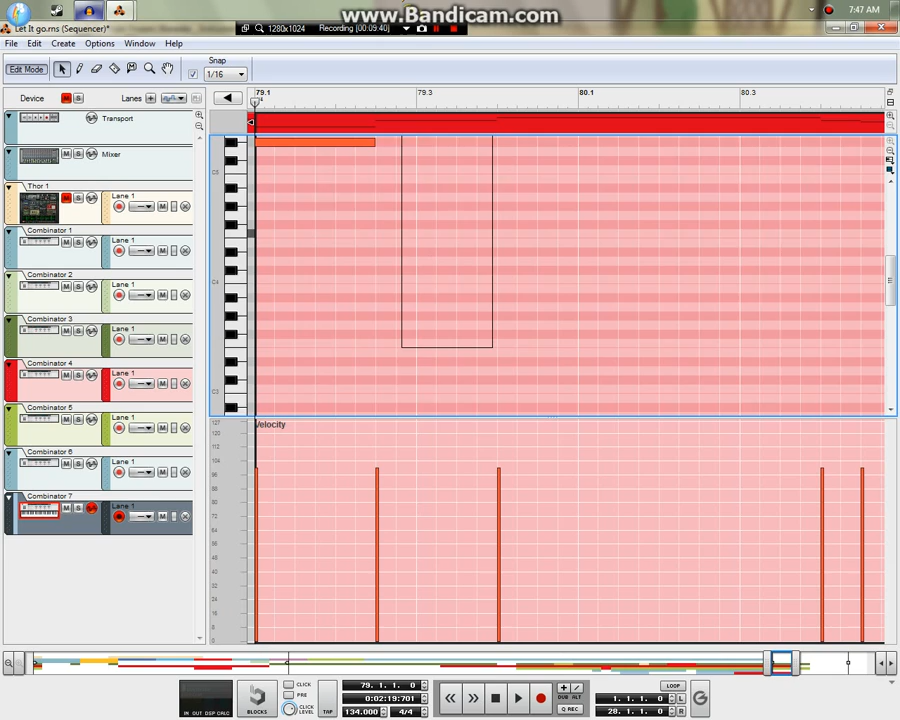 www.Bandicam.com
7:47 AM
Let It go.rns (Sequencer)*
1280x1024 Recording [00:09:40]
File Edit Create Options Window Help
Edit Mode
Snap
1/16
Device M S Lanes
79.1 79.3 80.1 80.3
Transport
Mixer M S
Thor 1
M S Lane 1 M
Combinator 1
M S Lane 1 M
Combinator 2
M S Lane 1 M
Combinator 3
M S Lane 1 M
Combinator 4
M S Lane 1 M
Combinator 5
M S Lane 1 M
Combinator 6
M S Lane 1 M
Combinator 7
M S Lane 1 M
C5
C4
C3
Velocity
127
120
112
104
96
88
80
72
64
56
48
40
32
24
16
8
0
IN OUT DSP CALC
BLOCKS
CLICK
PRE
CLICK LEVEL
TAP
79. 1. 1. 0
0:02:19:701
134.000 4/4
DUB ALT
Q REC
LOOP
1. 1. 1. 0 L
28. 1. 1. 0 R